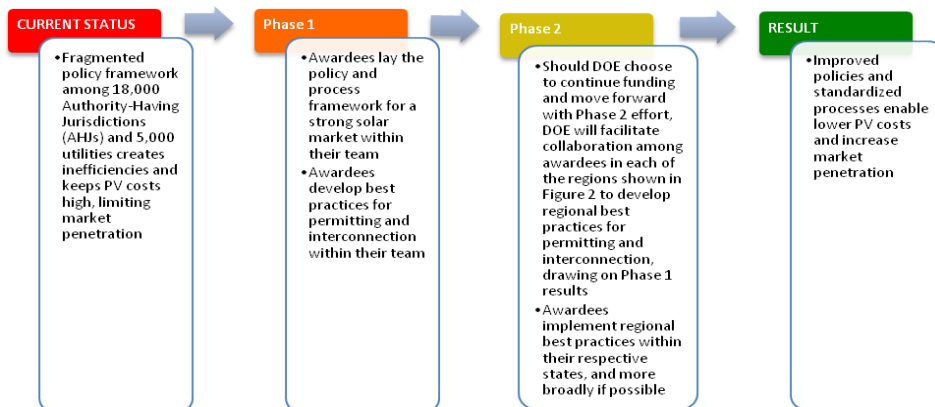 CURRENT STATUS
•Fragmented
policy framework
among 18,000
Authority-Having
Jurisdictions
(AHJs) and 5,000
utilities creates
inefficiencies and
keeps PV costs
high, limiting
market
penetration
Phase 1
•Awardees lay the
policy and
process
framework for a
strong solar
market within
their team
•Awardees
develop best
practices for
permitting and
interconnection
within their team
Phase 2
•Should DOE choose
to continue funding
and move forward
with Phase 2 effort,
DOE will facilitate
collaboration among
awardees in each of
the regions shown in
Figure 2 to develop
regional best
practices for
permitting and
interconnection,
drawing on Phase 1
results
•Awardees
implement regional
best practices within
their respective
states, and more
broadly if possible
RESULT
•Improved
policies and
standardized
processes enable
lower PV costs
and increase
market
penetration